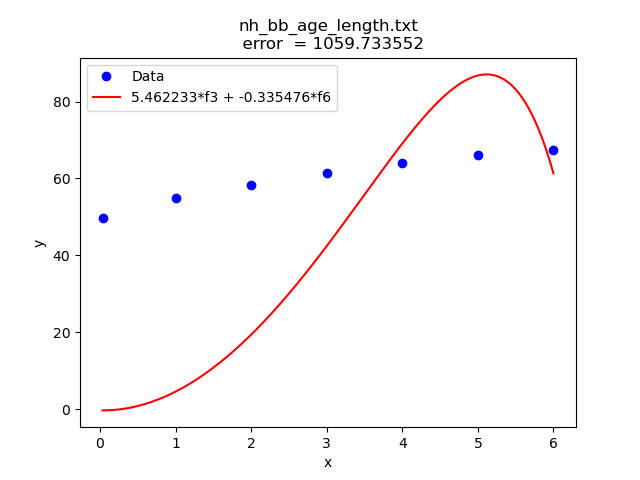 nh_bb_age_length.txt
error = 1059.733552
Data
5.462233*f3 + -0.335476*f6
y
80
60
40
20
0
0 1 2 3 4 5 6
x